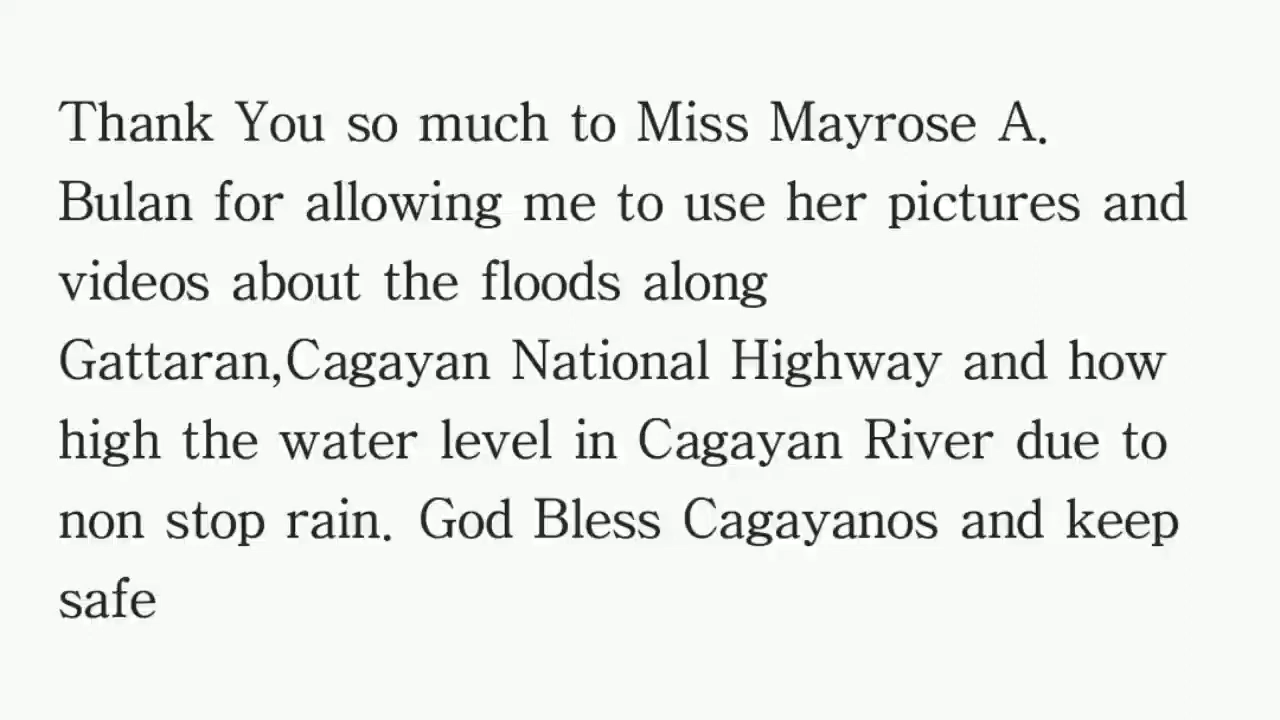 Thank You so much to Miss Mayrose A.
Bulan for allowing me to use her pictures and
videos about the floods along
Gattaran,Cagayan National Highway and how
high the water level in Cagayan River due to
non stop rain. God Bless Cagayanos and keep
safe